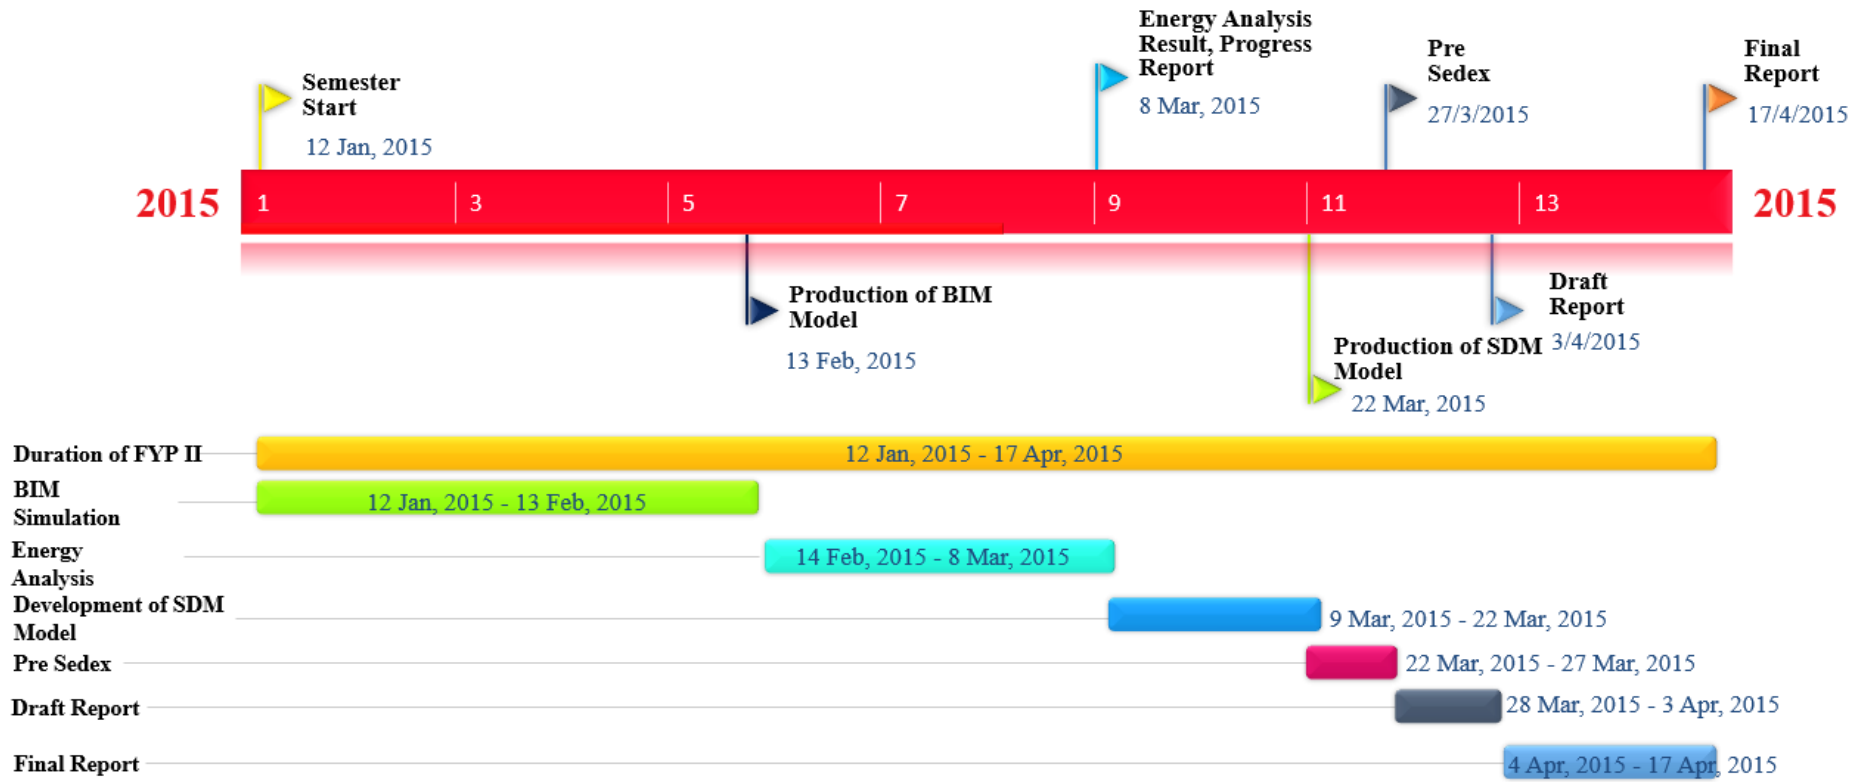 Semester
Start
12 Jan, 2015
Energy Analysis
Result, Progress
Report
8 Mar, 2015
Pre
Sedex
27/3/2015
Final
Report
17/4/2015
2015 1 3 5 7 9 11 13 2015
Production of BIM
Model
13 Feb, 2015
Production of SDM
Model
22 Mar, 2015
Draft
Report
3/4/2015
Duration of FYP II 12 Jan, 2015 - 17 Apr, 2015
BIM
Simulation
12 Jan, 2015 - 13 Feb, 2015
Energy
Analysis
14 Feb, 2015 - 8 Mar, 2015
Development of SDM
Model
9 Mar, 2015 - 22 Mar, 2015
Pre Sedex 22 Mar, 2015 - 27 Mar, 2015
Draft Report 28 Mar, 2015 - 3 Apr, 2015
Final Report 4 Apr, 2015 - 17 Apr, 2015